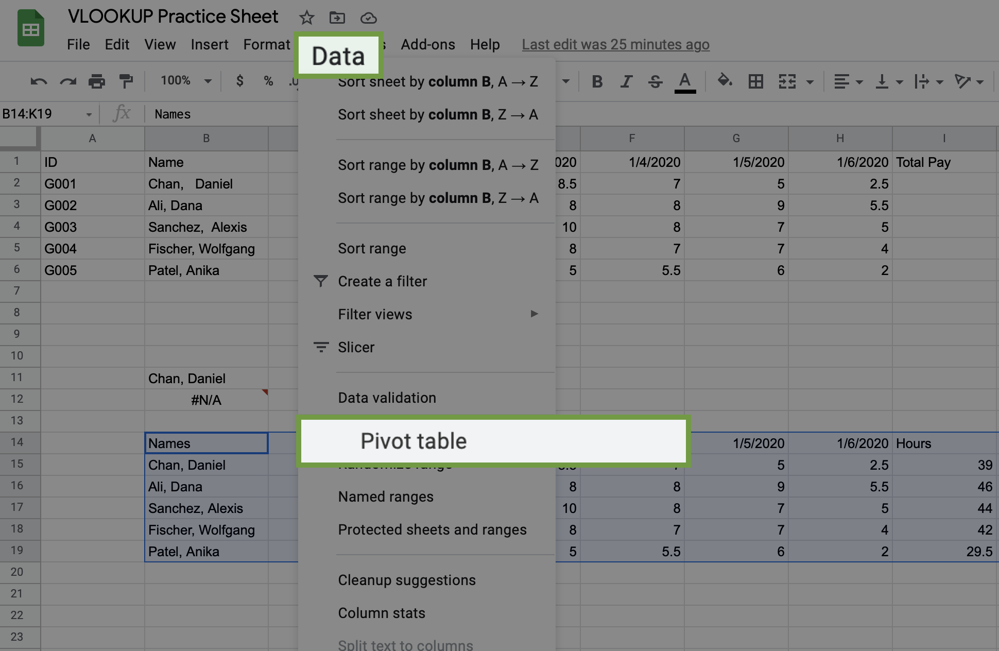 VLOOKUP Practice Sheet
File Edit View Insert Format Data Add-ons Help Last edit was 25 minutes ago
100% $ % .0 B I S A
B14:K19 fx Names
A B F G H I
1 ID Name 020 1/4/2020 1/5/2020 1/6/2020 Total Pay
2 G001 Chan, Daniel 8.5 7 5 2.5
3 G002 Ali, Dana 8 8 9 5.5
4 G003 Sanchez, Alexis 10 8 7 5
5 G004 Fischer, Wolfgang 8 7 7 4
6 G005 Patel, Anika 5 5.5 6 2
7
8
9
10
11 Chan, Daniel
12 #N/A
13
14 Names 1/5/2020 1/6/2020 Hours
15 Chan, Daniel 5 2.5 39
16 Ali, Dana 8 8 9 5.5 46
17 Sanchez, Alexis 10 8 7 5 44
18 Fischer, Wolfgang 8 7 7 4 42
19 Patel, Anika 5 5.5 6 2 29.5
20
21
22
23
Sort sheet by column B, A → Z
Sort sheet by column B, Z → A
Sort range by column B, A → Z
Sort range by column B, Z → A
Sort range
Create a filter
Filter views
Slicer
Data validation
Pivot table
Randomize range
Named ranges
Protected sheets and ranges
Cleanup suggestions
Column stats
Split text to columns